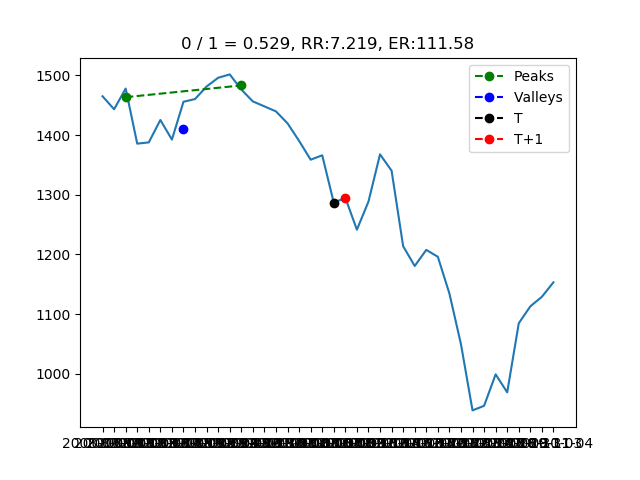 0 / 1 = 0.529, RR:7.219, ER:111.58
1500
1400
1300
1200
1100
1000
Peaks
Valleys
T
T+1